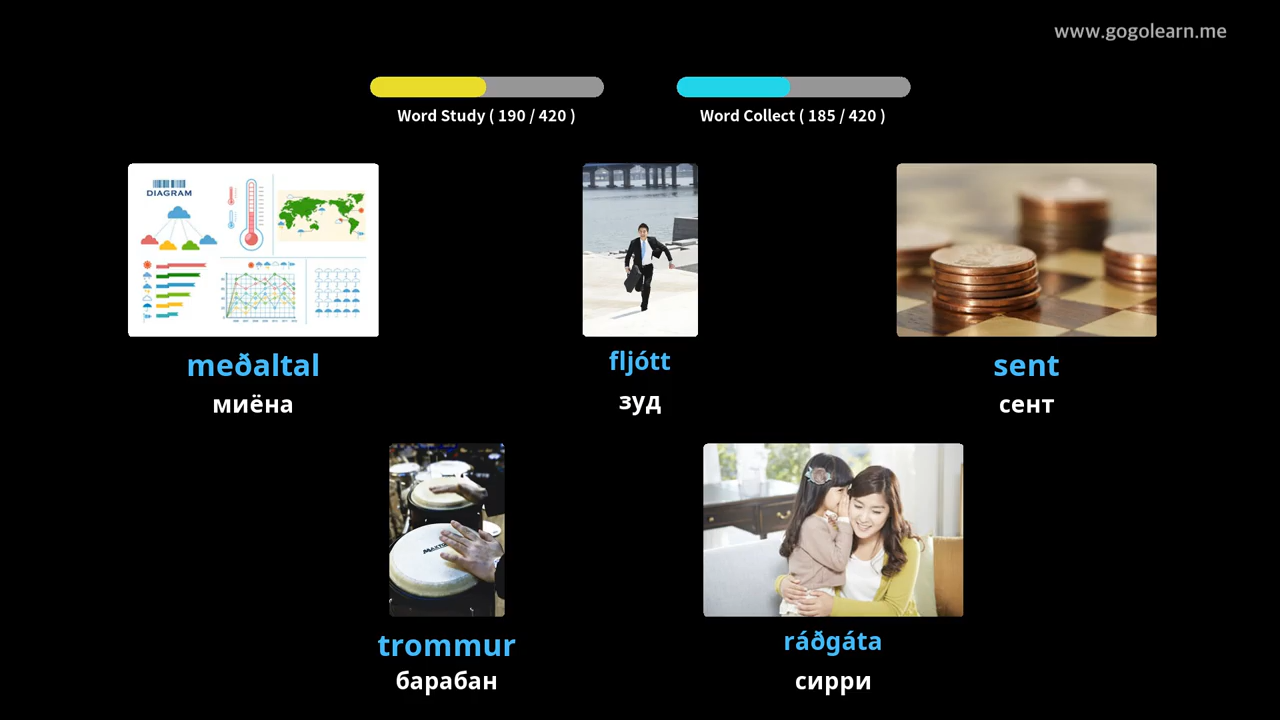 www.gogolearn.me
Word Study ( 190 / 420 )
Word Collect ( 185 / 420 )
DIAGRAM
meðaltal
миёна
fljótt
зуд
sent
сент
trommur
барабан
ráðgáta
сирри